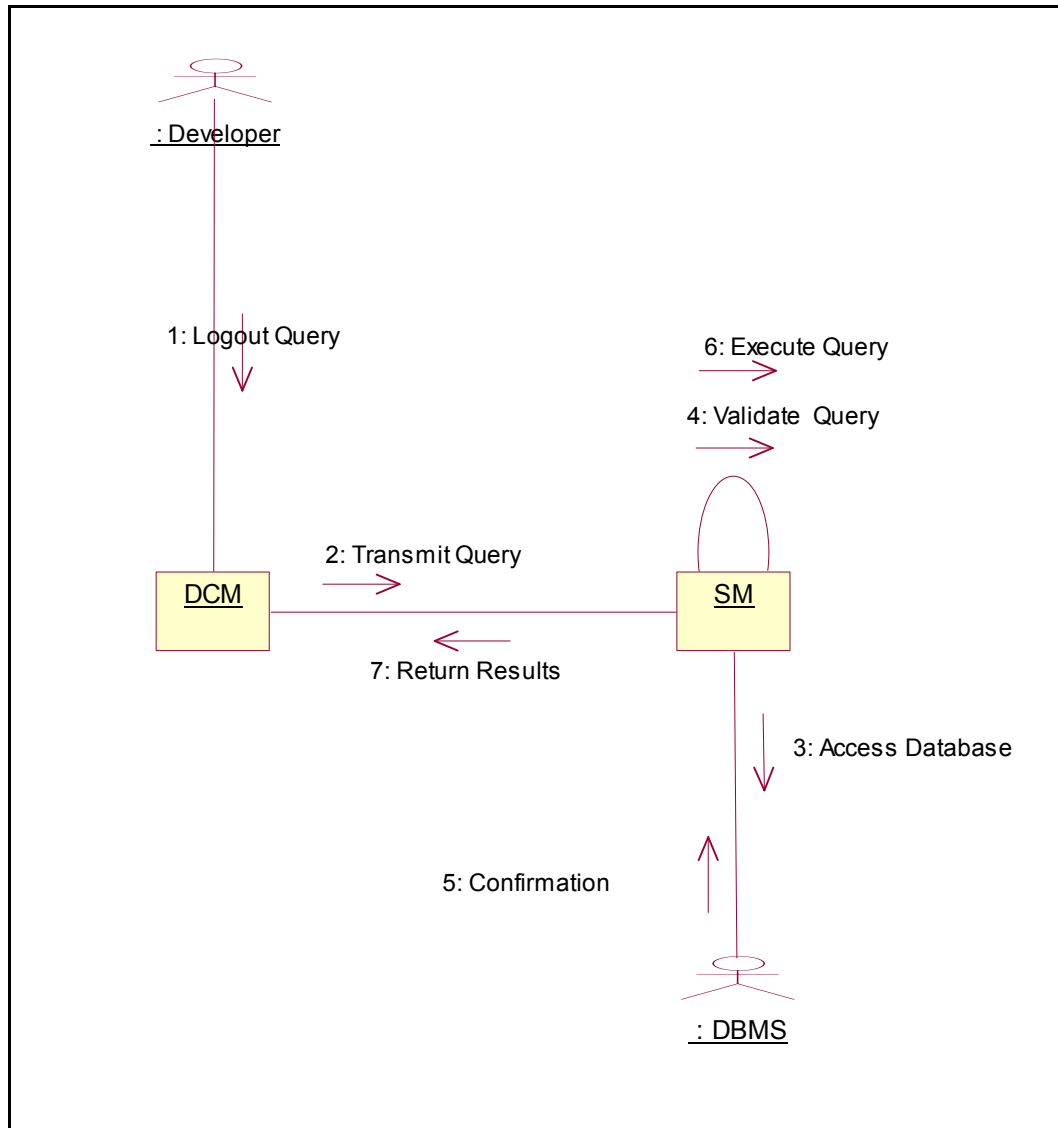 : Developer
1: Logout Query
6: Execute Query
4: Validate Query
2: Transmit Query
DCM
SM
7: Return Results
3: Access Database
5: Confirmation
: DBMS